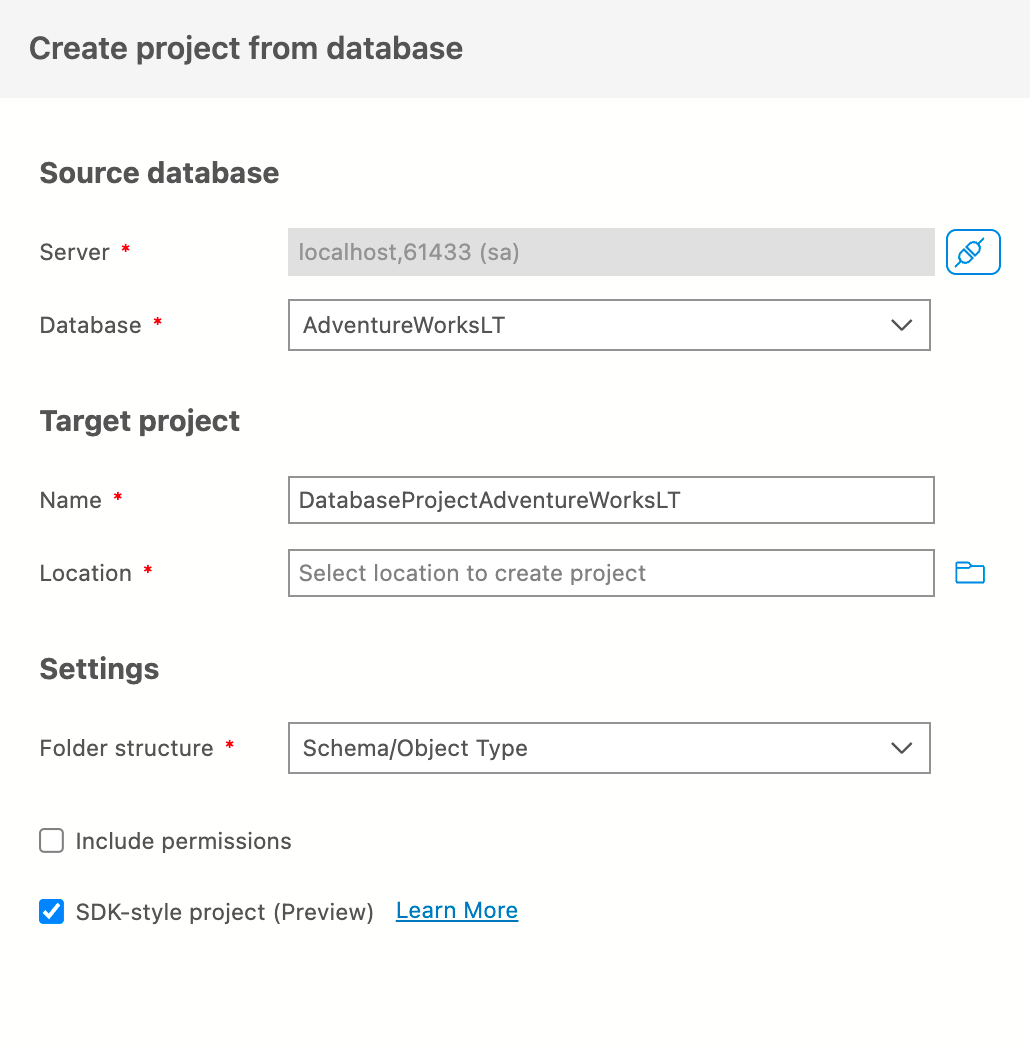 Create project from database
Source database
Server *
localhost,61433 (sa)
Database *
AdventureWorksLT
Target project
Name *
DatabaseProjectAdventureWorksLT
Location *
Select location to create project
Settings
Folder structure *
Schema/Object Type
Include permissions
SDK-style project (Preview) Learn More